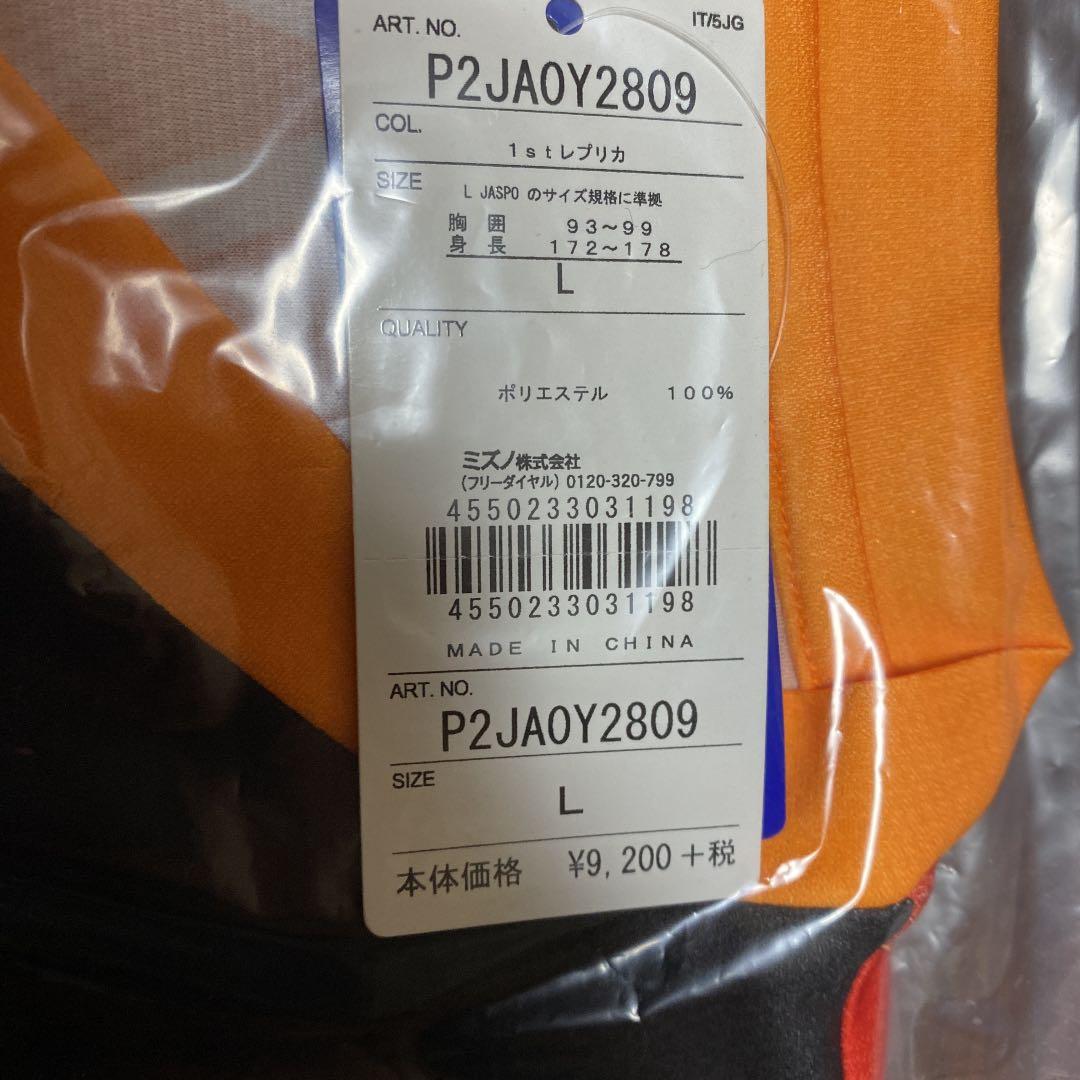 ART. NO.
IT/5JG
P2JA0Y2809
COL.
1stレプリカ
SIZE
L JASPO のサイズ規格に準拠
胸 囲 93～99
身 長 172～178
L
QUALITY
ポリエステル 100%
ミズノ株式会社
(フリーダイヤル) 0120-320-799
4550233031198
4550233031198
MADE IN CHINA
ART. NO.
P2JA0Y2809
SIZE
L
本体価格 ¥9,200+税